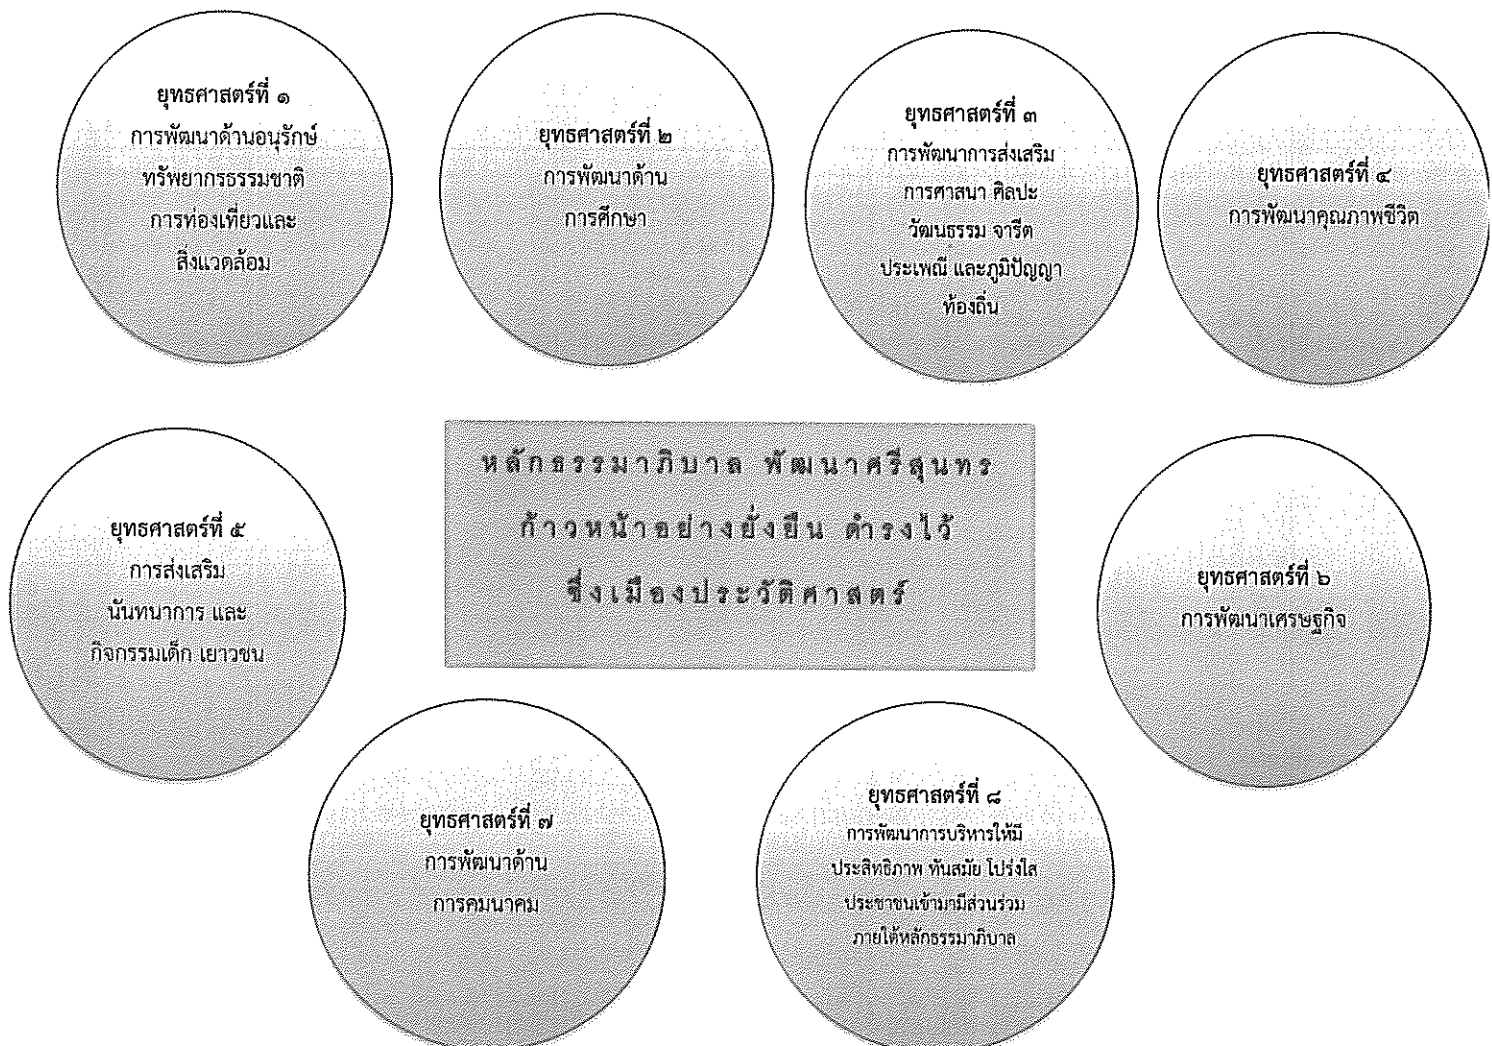 ยุทธศาสตร์ที่ ๑
การพัฒนาด้านอนุรักษ์
ทรัพยากรธรรมชาติ
การท่องเที่ยวและ
สิ่งแวดล้อม
ยุทธศาสตร์ที่ ๒
การพัฒนาด้าน
การศึกษา
ยุทธศาสตร์ที่ ๓
การพัฒนาการส่งเสริม
การศาสนา ศิลปะ
วัฒนธรรม จารีต
ประเพณี และภูมิปัญญา
ท้องถิ่น
ยุทธศาสตร์ที่ ๔
การพัฒนาคุณภาพชีวิต
ยุทธศาสตร์ที่ ๕
การส่งเสริม
นันทนาการ และ
กิจกรรมเด็ก เยาวชน
หลักธรรมาภิบาล พัฒนาศรีสุนทร
ก้าวหน้าอย่างยั่งยืน ดำรงไว้
ซึ่งเมืองประวัติศาสตร์
ยุทธศาสตร์ที่ ๖
การพัฒนาเศรษฐกิจ
ยุทธศาสตร์ที่ ๗
การพัฒนาด้าน
การคมนาคม
ยุทธศาสตร์ที่ ๘
การพัฒนาการบริหารให้มี
ประสิทธิภาพ ทันสมัย โปร่งใส
ประชาชนเข้ามามีส่วนร่วม
ภายใต้หลักธรรมาภิบาล